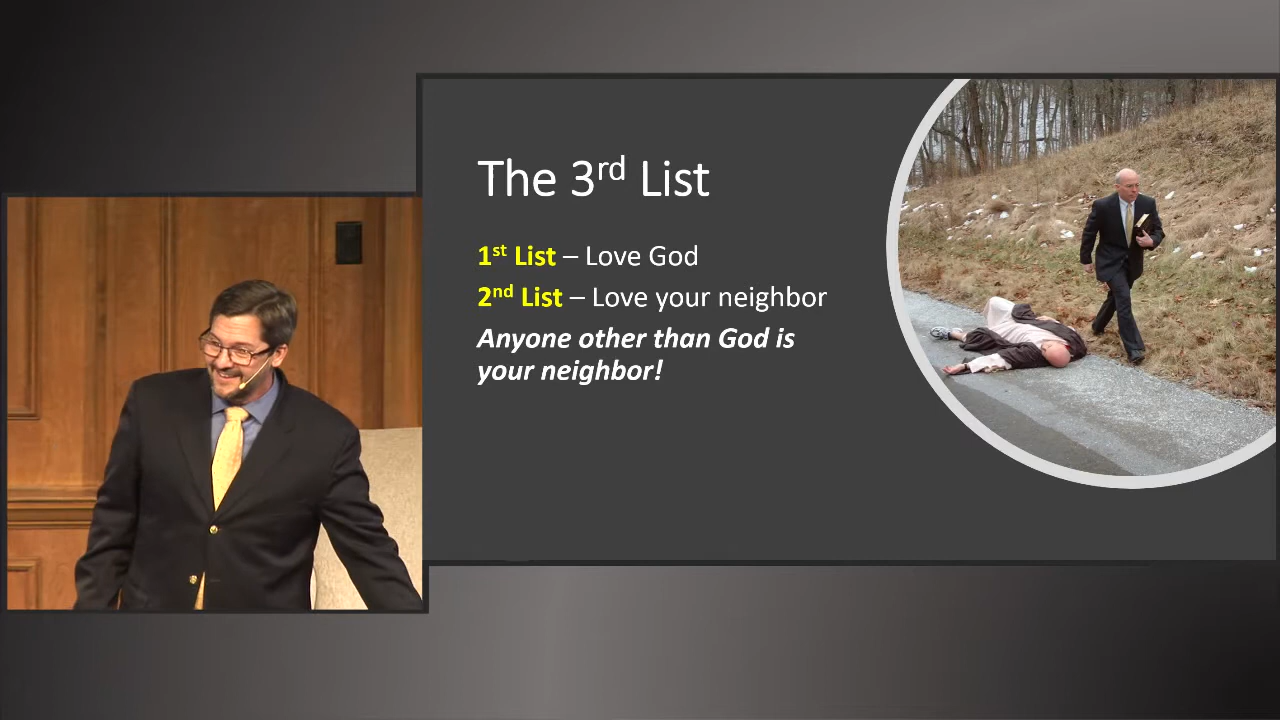 The 3rd List
1st List – Love God
2nd List – Love your neighbor
Anyone other than God is
your neighbor!